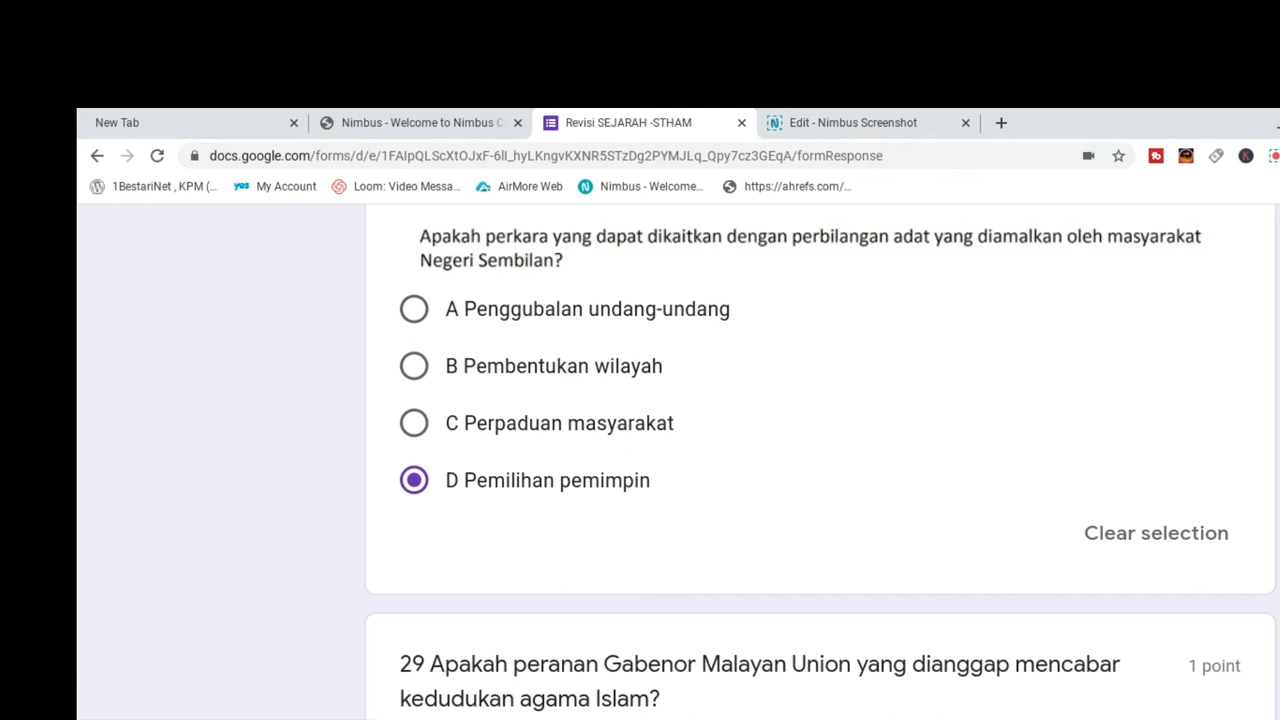 New Tab
Nimbus - Welcome to Nimbus
Revisi SEJARAH -STHAM
Edit - Nimbus Screenshot
docs.google.com/forms/d/e/1FAIpQLScXtOJxF-6lI_hyLKngvKXNR5STzDg2PYMJLq_Qpy7cz3GEqA/formResponse
1BestariNet , KPM (...
yes My Account
Loom: Video Messa...
AirMore Web
Nimbus - Welcome...
https://ahrefs.com/...
Apakah perkara yang dapat dikaitkan dengan perbilangan adat yang diamalkan oleh masyarakat
Negeri Sembilan?
A Penggubalan undang-undang
B Pembentukan wilayah
C Perpaduan masyarakat
D Pemilihan pemimpin
Clear selection
29 Apakah peranan Gabenor Malayan Union yang dianggap mencabar
1 point
kedudukan agama Islam?